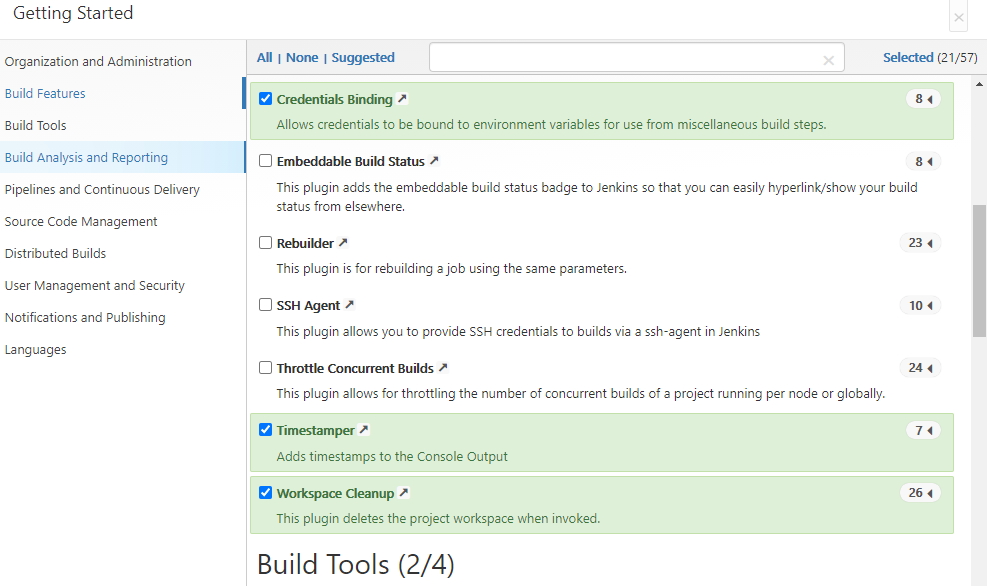 Getting Started
×
Organization and Administration
Build Features
Build Tools
Build Analysis and Reporting
Pipelines and Continuous Delivery
Source Code Management
Distributed Builds
User Management and Security
Notifications and Publishing
Languages
All | None | Suggested
×
Selected (21/57)
Credentials Binding 8
Allows credentials to be bound to environment variables for use from miscellaneous build steps.
Embeddable Build Status 8
This plugin adds the embeddable build status badge to Jenkins so that you can easily hyperlink/show your build
status from elsewhere.
Rebuilder 23
This plugin is for rebuilding a job using the same parameters.
SSH Agent 10
This plugin allows you to provide SSH credentials to builds via a ssh-agent in Jenkins
Throttle Concurrent Builds 24
This plugin allows for throttling the number of concurrent builds of a project running per node or globally.
Timestamper 7
Adds timestamps to the Console Output
Workspace Cleanup 26
This plugin deletes the project workspace when invoked.
Build Tools (2/4)